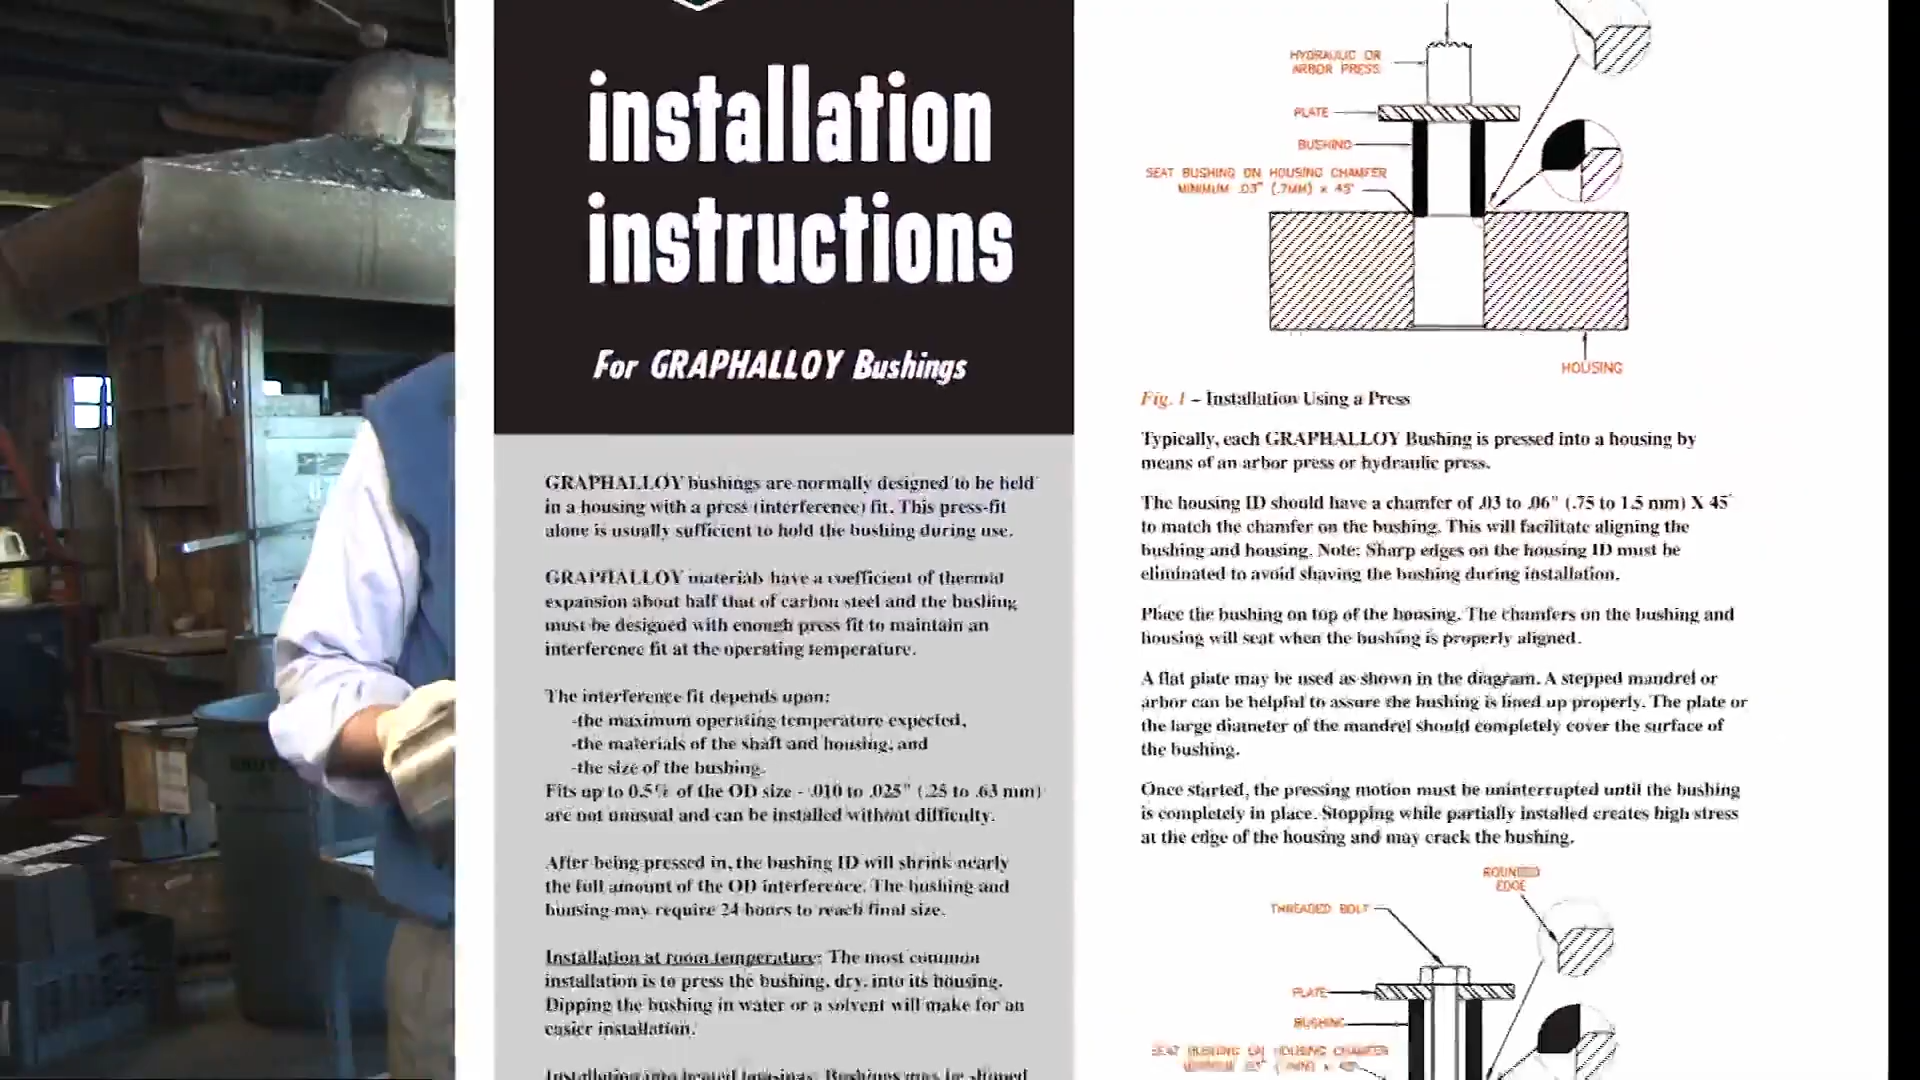 installation
instructions
For GRAPHALLOY Bushings
GRAPHALLOY bushings are normally designed to be held
in a housing with a press (interference) fit. This press-fit
alone is usually sufficient to hold the bushing during use.
GRAPHALLOY materials have a coefficient of thermal
expansion about half that of carbon steel and the bushing
must be designed with enough press fit to maintain an
interference fit at the operating temperature.
The interference fit depends upon:
-the maximum operating temperature expected,
-the materials of the shaft and housing, and
-the size of the bushing.
Fits up to 0.5% of the OD size - .010 to .025" (.25 to .63 mm)
are not unusual and can be installed without difficulty.
After being pressed in, the bushing ID will shrink nearly
the full amount of the OD interference. The bushing and
housing may require 24 hours to reach final size.
Installation at room temperature: The most common
installation is to press the bushing, dry, into its housing.
Dipping the bushing in water or a solvent will make for an
easier installation.
Installation into heated housings: Bushings may be
HYDRAULIC OR
ARBOR PRESS
PLATE
BUSHING
SEAT BUSHING ON HOUSING CHAMFER
MINIMUM .03" (.7MM) x 45°
HOUSING
Fig. 1 – Installation Using a Press
Typically, each GRAPHALLOY Bushing is pressed into a housing by
means of an arbor press or hydraulic press.
The housing ID should have a chamfer of .03 to .06" (.75 to 1.5 mm) X 45°
to match the chamfer on the bushing. This will facilitate aligning the
bushing and housing. Note: Sharp edges on the housing ID must be
eliminated to avoid shaving the bushing during installation.
Place the bushing on top of the housing. The chamfers on the bushing and
housing will seat when the bushing is properly aligned.
A flat plate may be used as shown in the diagram. A stepped mandrel or
arbor can be helpful to assure the bushing is lined up properly. The plate or
the large diameter of the mandrel should completely cover the surface of
the bushing.
Once started, the pressing motion must be uninterrupted until the bushing
is completely in place. Stopping while partially installed creates high stress
at the edge of the housing and may crack the bushing.
ROUND
EDGE
THREADED BOLT
PLATE
BUSHING
SEAT BUSHING ON HOUSING CHAMFER